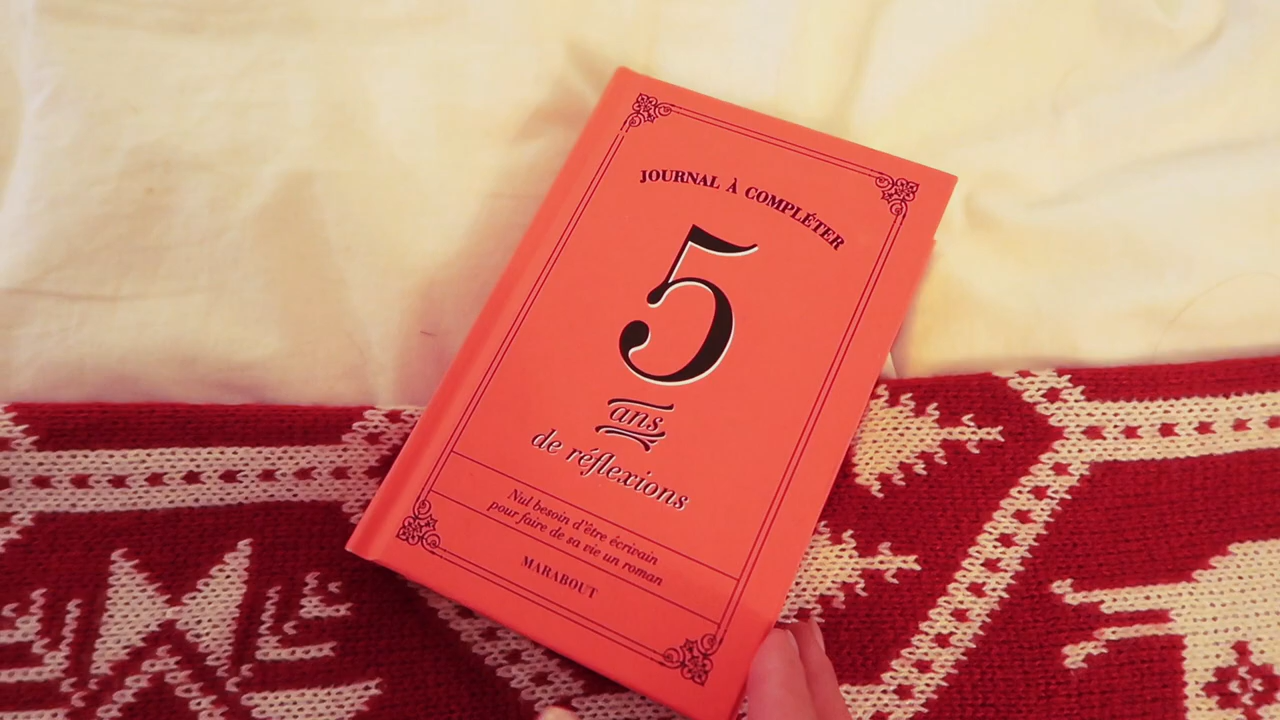 JOURNAL À COMPLÉTER
5
ans
de réflexions
Nul besoin d'être écrivain
pour faire de sa vie un roman
MARABOUT